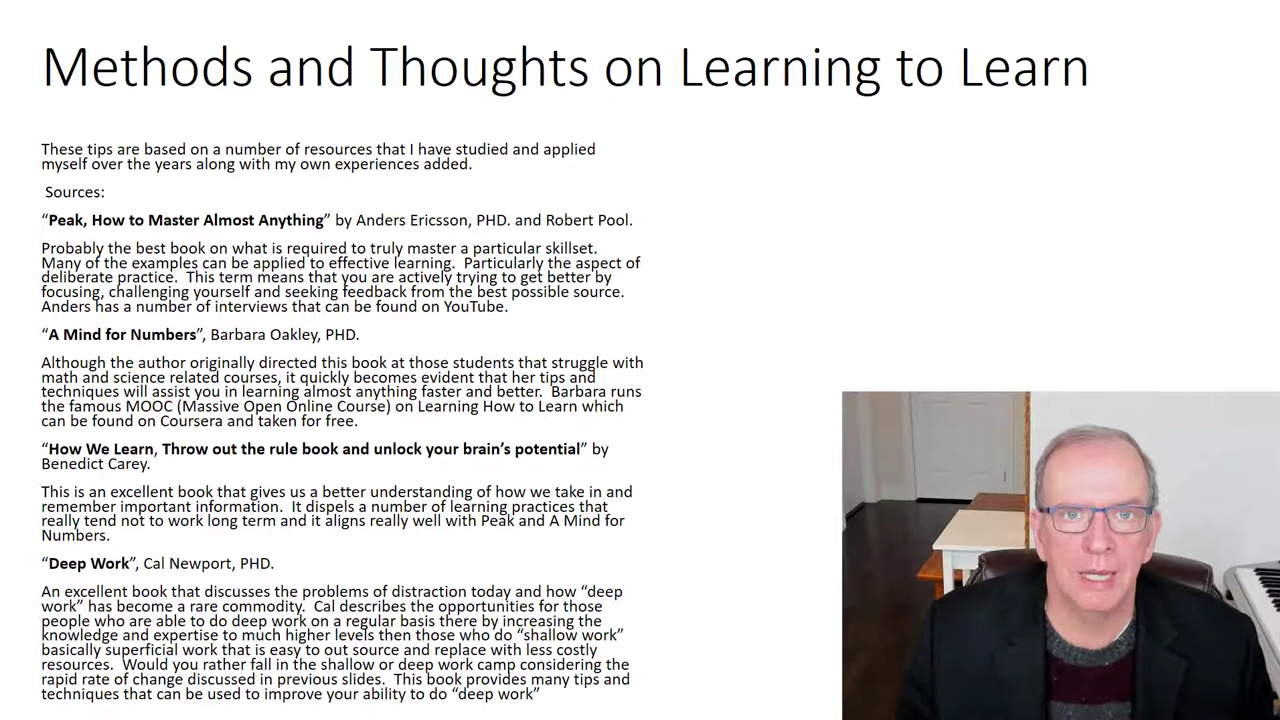 Methods and Thoughts on Learning to Learn
These tips are based on a number of resources that I have studied and applied
myself over the years along with my own experiences added.
Sources:
“Peak, How to Master Almost Anything” by Anders Ericsson, PHD. and Robert Pool.
Probably the best book on what is required to truly master a particular skillset.
Many of the examples can be applied to effective learning.  Particularly the aspect of
deliberate practice.  This term means that you are actively trying to get better by
focusing, challenging yourself and seeking feedback from the best possible source.
Anders has a number of interviews that can be found on YouTube.
“A Mind for Numbers”, Barbara Oakley, PHD.
Although the author originally directed this book at those students that struggle with
math and science related courses, it quickly becomes evident that her tips and
techniques will assist you in learning almost anything faster and better.  Barbara runs
the famous MOOC (Massive Open Online Course) on Learning How to Learn which
can be found on Coursera and taken for free.
“How We Learn, Throw out the rule book and unlock your brain’s potential” by
Benedict Carey.
This is an excellent book that gives us a better understanding of how we take in and
remember important information.  It dispels a number of learning practices that
really tend not to work long term and it aligns really well with Peak and A Mind for
Numbers.
“Deep Work”, Cal Newport, PHD.
An excellent book that discusses the problems of distraction today and how “deep
work” has become a rare commodity.  Cal describes the opportunities for those
people who are able to do deep work on a regular basis there by increasing the
knowledge and expertise to much higher levels then those who do “shallow work”
basically superficial work that is easy to out source and replace with less costly
resources.  Would you rather fall in the shallow or deep work camp considering the
rapid rate of change discussed in previous slides.  This book provides many tips and
techniques that can be used to improve your ability to do “deep work”